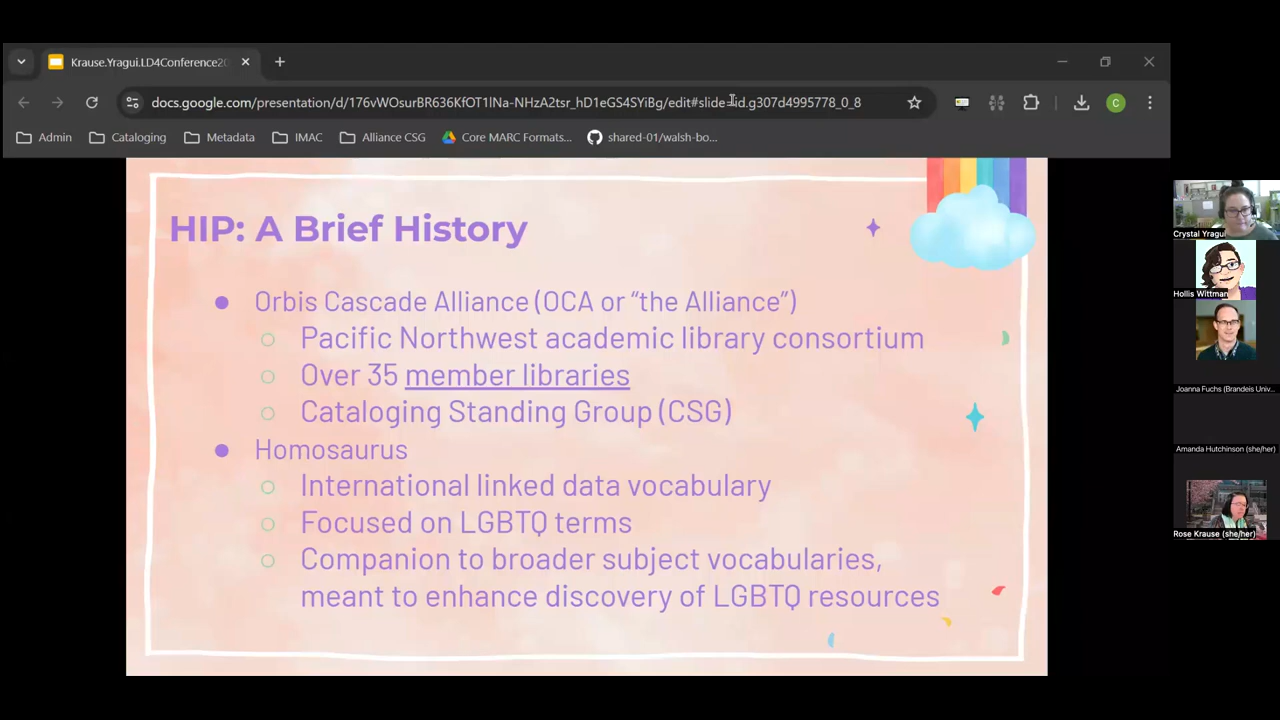 Krause.Yragui.LD4Conference20
docs.google.com/presentation/d/176vWOsurBR636KfOT1lNa-NHzA2tsr_hD1eGS4SYiBg/edit#slide=id.g307d4995778_0_8
C
Admin
Cataloging
Metadata
IMAC
Alliance CSG
Core MARC Formats...
shared-01/walsh-bo...
HIP: A Brief History
Orbis Cascade Alliance (OCA or “the Alliance”)
Pacific Northwest academic library consortium
Over 35 member libraries
Cataloging Standing Group (CSG)
Homosaurus
International linked data vocabulary
Focused on LGBTQ terms
Companion to broader subject vocabularies,
meant to enhance discovery of LGBTQ resources
Crystal Yragui
Hollis Wittman
Joanna Fuchs (Brandeis Univ...
Amanda Hutchinson (she/her)
Rose Krause (she/her)